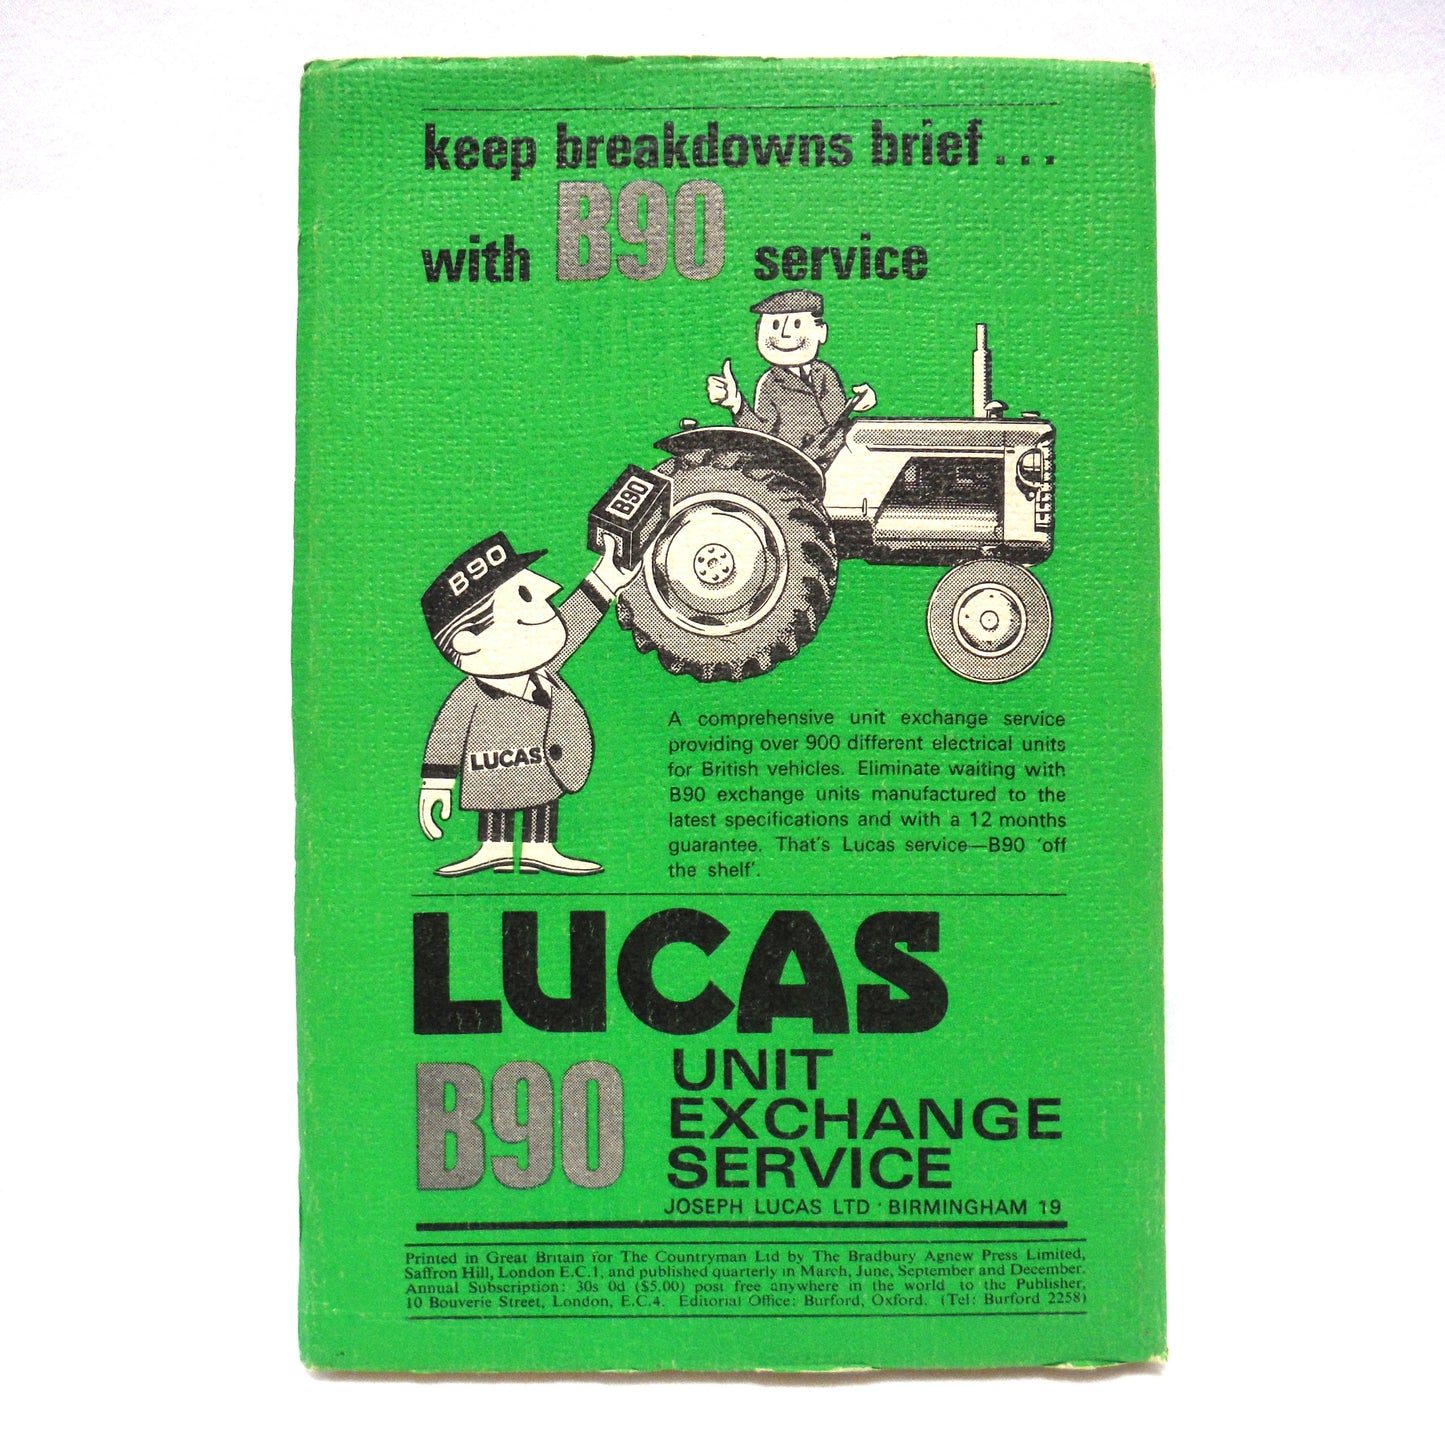 keep breakdowns brief...
with B90 service
B90
B90
LUCAS
A comprehensive unit exchange service
providing over 900 different electrical units
for British vehicles. Eliminate waiting with
B90 exchange units manufactured to the
latest specifications and with a 12 months
guarantee. That's Lucas service—B90 'off
the shelf'.
LUCAS
B90
UNIT
EXCHANGE
SERVICE
JOSEPH LUCAS LTD · BIRMINGHAM 19
Printed in Great Britain for The Countryman Ltd by The Bradbury Agnew Press Limited,
Saffron Hill, London E.C.1, and published quarterly in March, June, September and December.
Annual Subscription: 30s 0d ($5.00) post free anywhere in the world to the Publisher,
10 Bouverie Street, London, E.C.4. Editorial Office: Burford, Oxford. (Tel: Burford 2258)